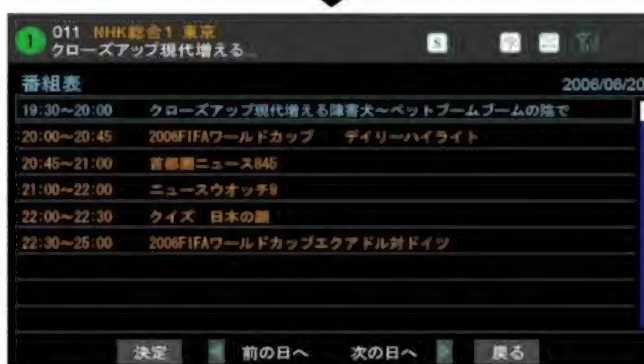 1 011 NHK総合1 東京
クローズアップ現代増える
S 字
番組表 2006/06/20
19:30~20:00 クローズアップ現代増える障害犬~ペットブームブームの陰で
20:00~20:45 2006FIFAワールドカップ デイリーハイライト
20:45~21:00 首都圏ニュース845
21:00~22:00 ニュースウオッチ9
22:00~22:30 クイズ 日本の顔
22:30~25:00 2006FIFAワールドカップエクアドル対ドイツ
決定 前の日へ 次の日へ 戻る